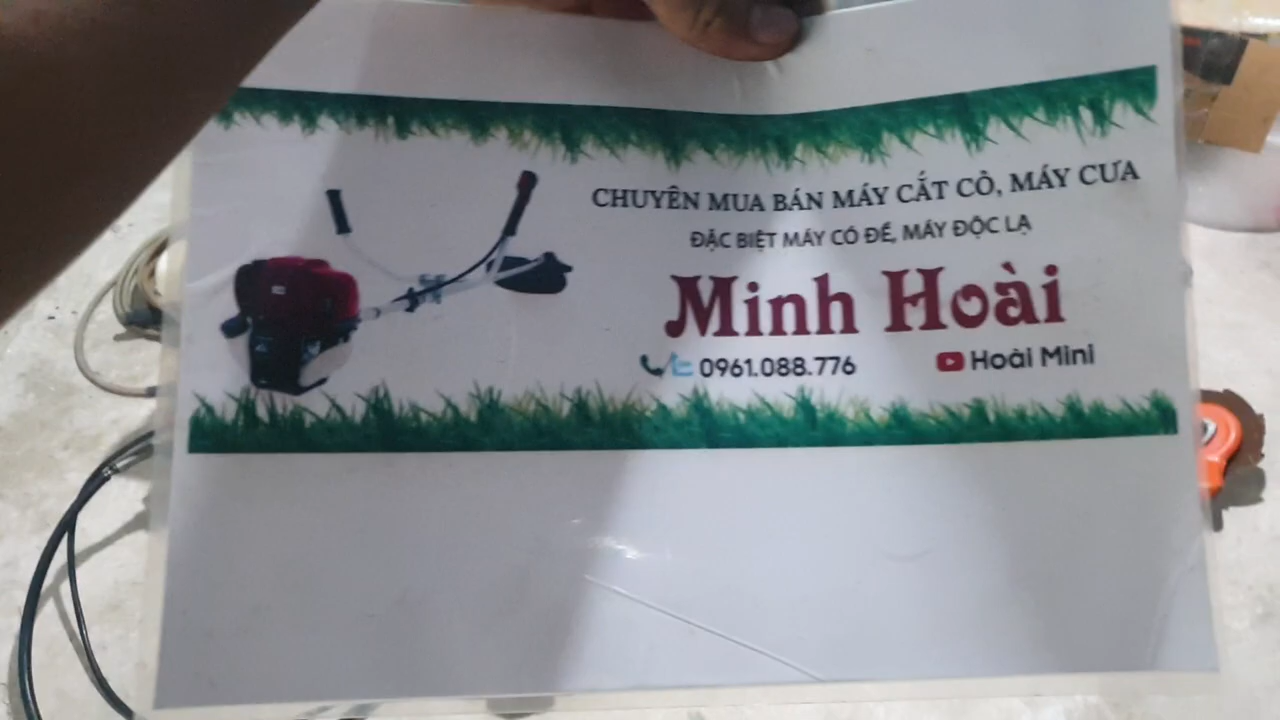 CHUYÊN MUA BÁN MÁY CẮT CỎ, MÁY CƯA
ĐẶC BIỆT MÁY CÓ ĐỀ, MÁY ĐỘC LẠ
Minh Hoài
0961.088.776 Hoài Mini